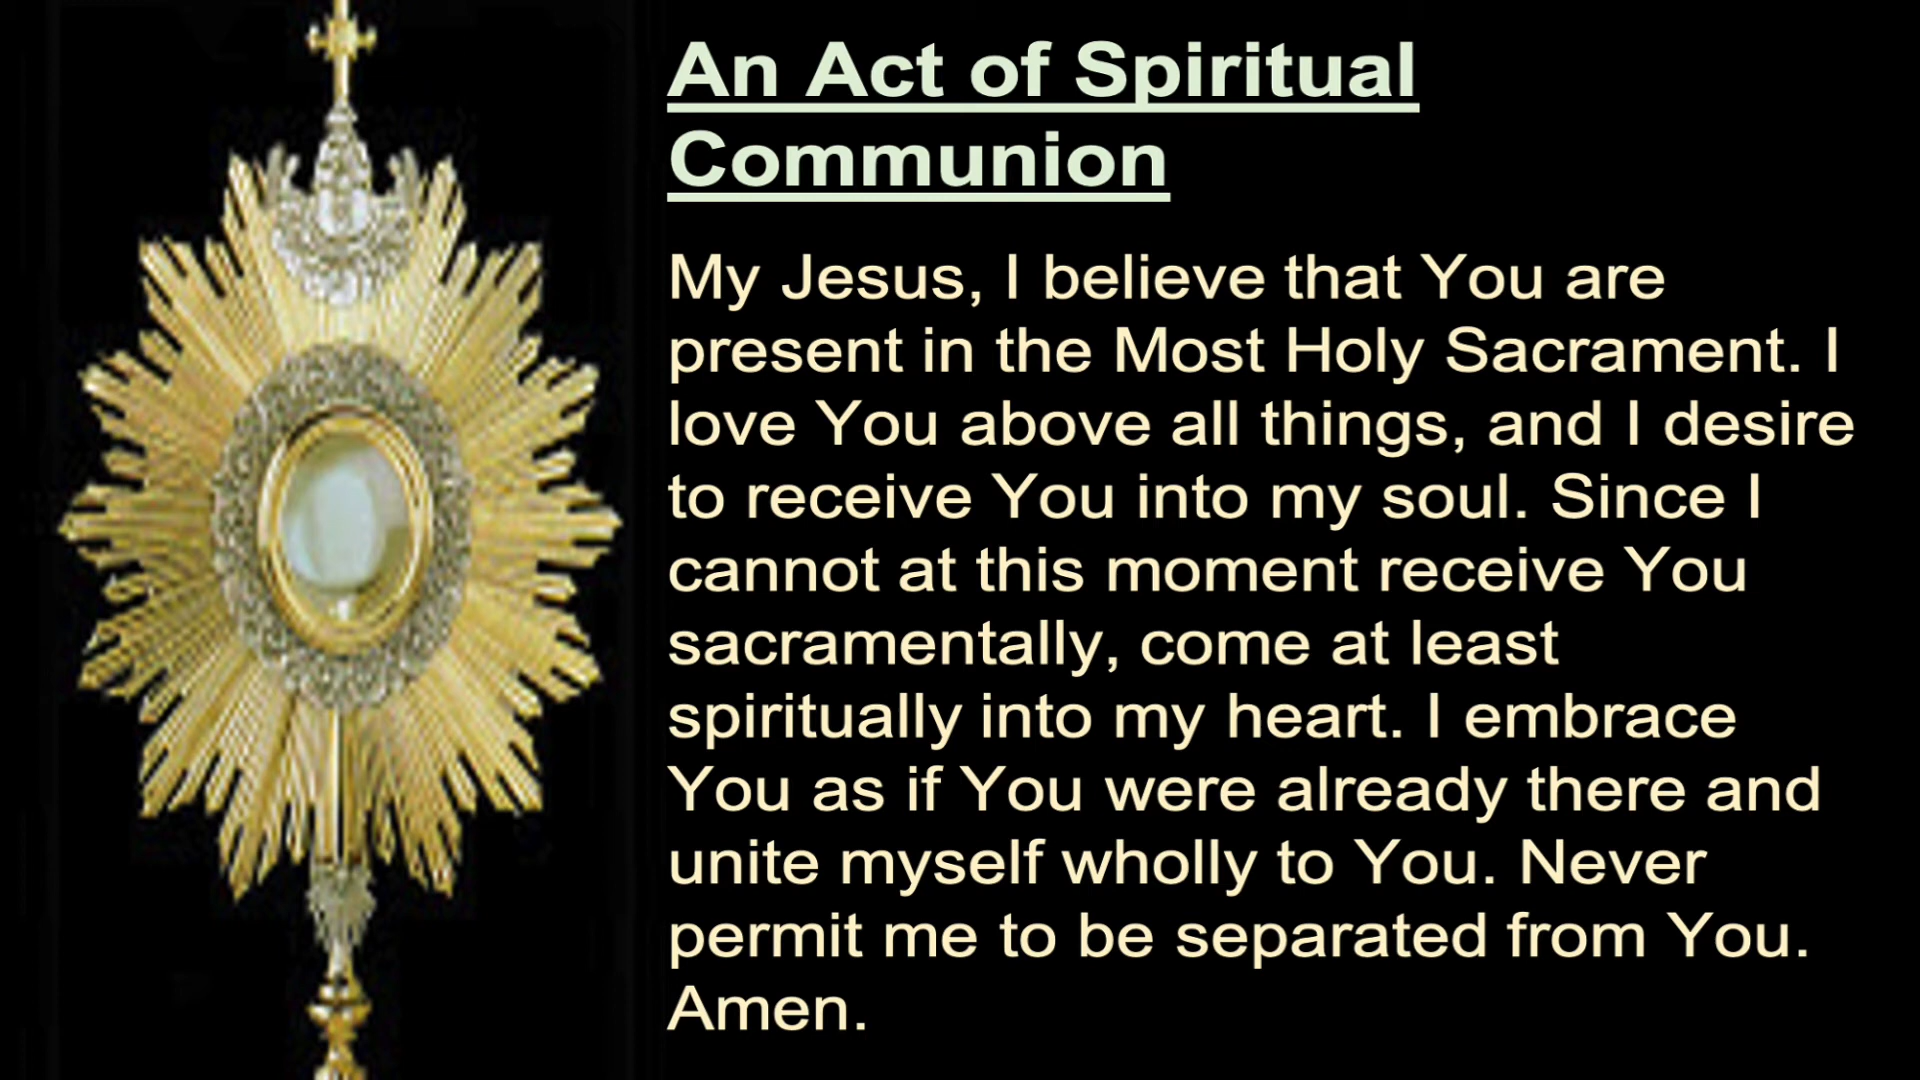 An Act of Spiritual
Communion
My Jesus, I believe that You are
present in the Most Holy Sacrament. I
love You above all things, and I desire
to receive You into my soul. Since I
cannot at this moment receive You
sacramentally, come at least
spiritually into my heart. I embrace
You as if You were already there and
unite myself wholly to You. Never
permit me to be separated from You.
Amen.